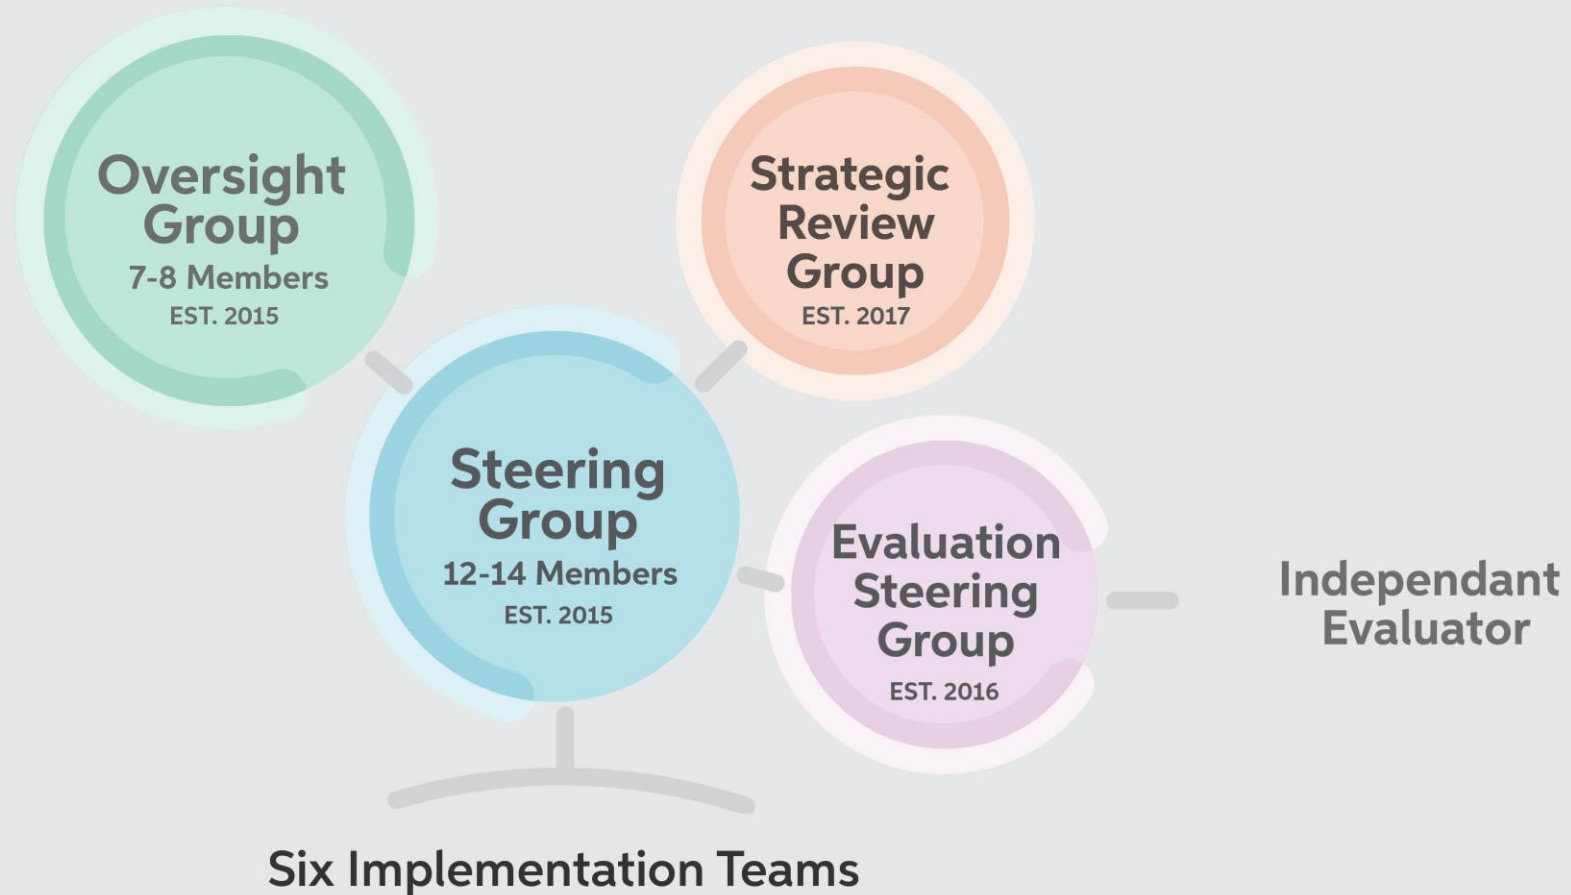 Oversight
Group
7-8 Members
EST. 2015
Strategic
Review
Group
EST. 2017
Steering
Group
12-14 Members
EST. 2015
Evaluation
Steering
Group
EST. 2016
Independant
Evaluator
Six Implementation Teams